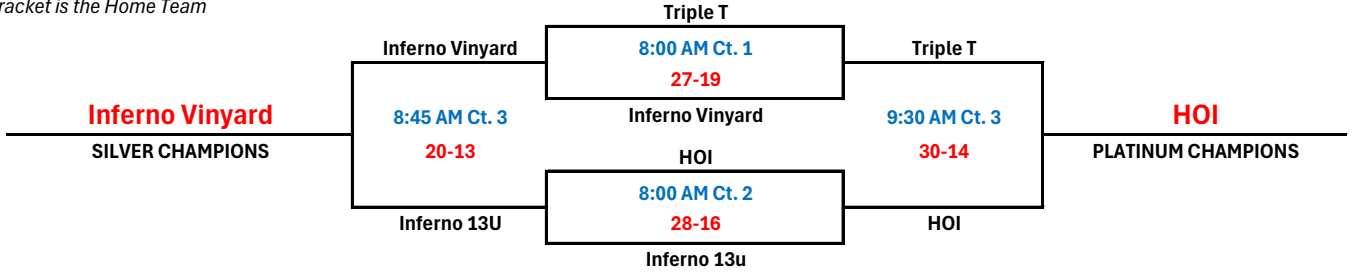 bracket is the Home Team
Triple T
Inferno Vinyard
8:00 AM Ct. 1
Triple T
27-19
Inferno Vinyard
8:45 AM Ct. 3
Inferno Vinyard
9:30 AM Ct. 3
HOI
SILVER CHAMPIONS
20-13
HOI
30-14
PLATINUM CHAMPIONS
8:00 AM Ct. 2
Inferno 13U
28-16
HOI
Inferno 13u